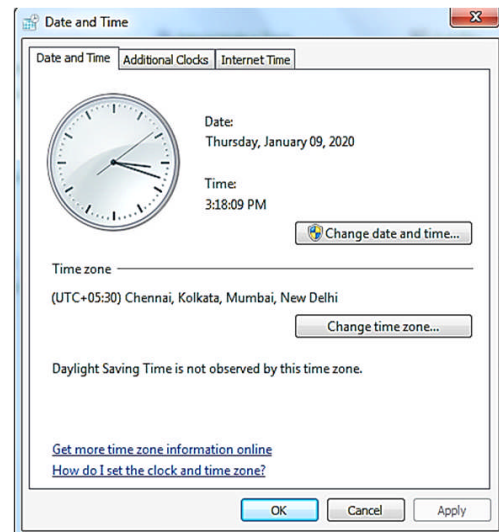 Date and Time
Date and Time Additional Clocks Internet Time
Date:
Thursday, January 09, 2020
Time:
3:18:09 PM
Change date and time...
Time zone
(UTC+05:30) Chennai, Kolkata, Mumbai, New Delhi
Change time zone...
Daylight Saving Time is not observed by this time zone.
Get more time zone information online
How do I set the clock and time zone?
OK Cancel Apply